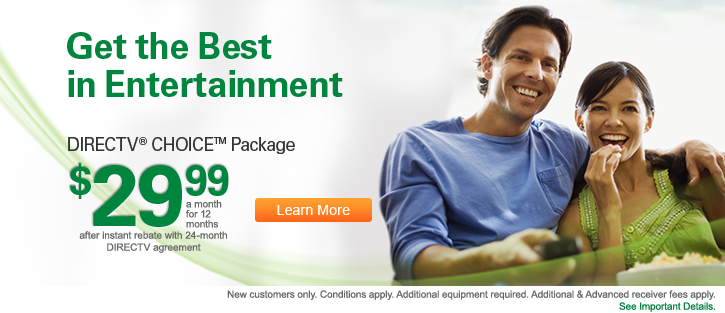 Get the Best
in Entertainment
DIRECTV® CHOICE™ Package
$29.99
a month
for 12
months
after instant rebate with 24-month
DIRECTV agreement
Learn More
New customers only. Conditions apply. Additional equipment required. Additional & Advanced receiver fees apply.
See Important Details.